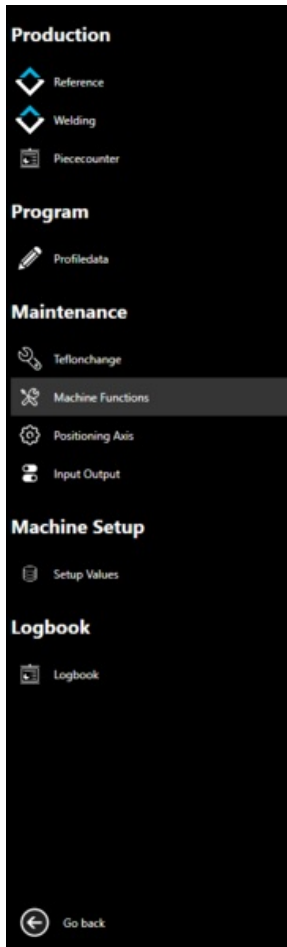 Production
Reference
Welding
Piececounter
Program
Profiledata
Maintenance
Teflonchange
Machine Functions
Positioning Axis
Input Output
Machine Setup
Setup Values
Logbook
Logbook
Go back